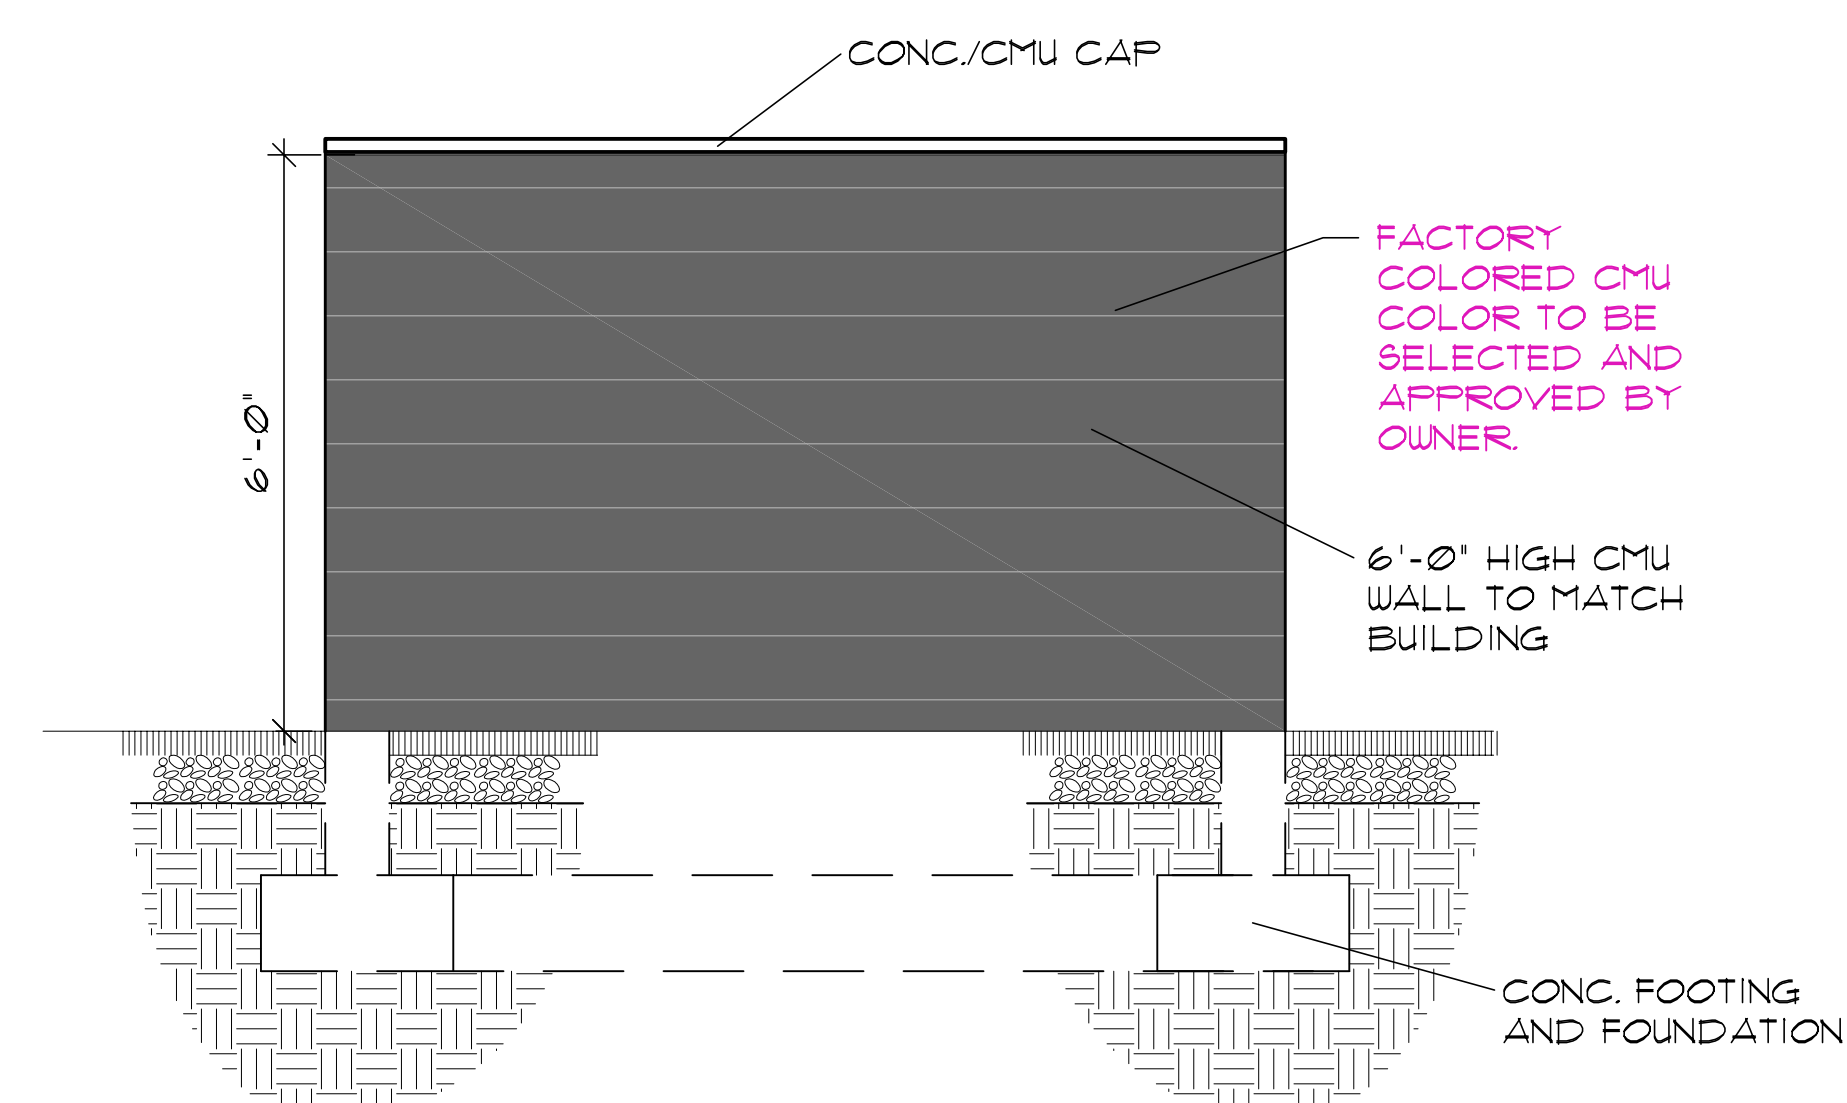 CONC./CMU CAP
6'-0"
FACTORY
COLORED CMU
COLOR TO BE
SELECTED AND
APPROVED BY
OWNER.
6'-0" HIGH CMU
WALL TO MATCH
BUILDING
CONC. FOOTING
AND FOUNDATION